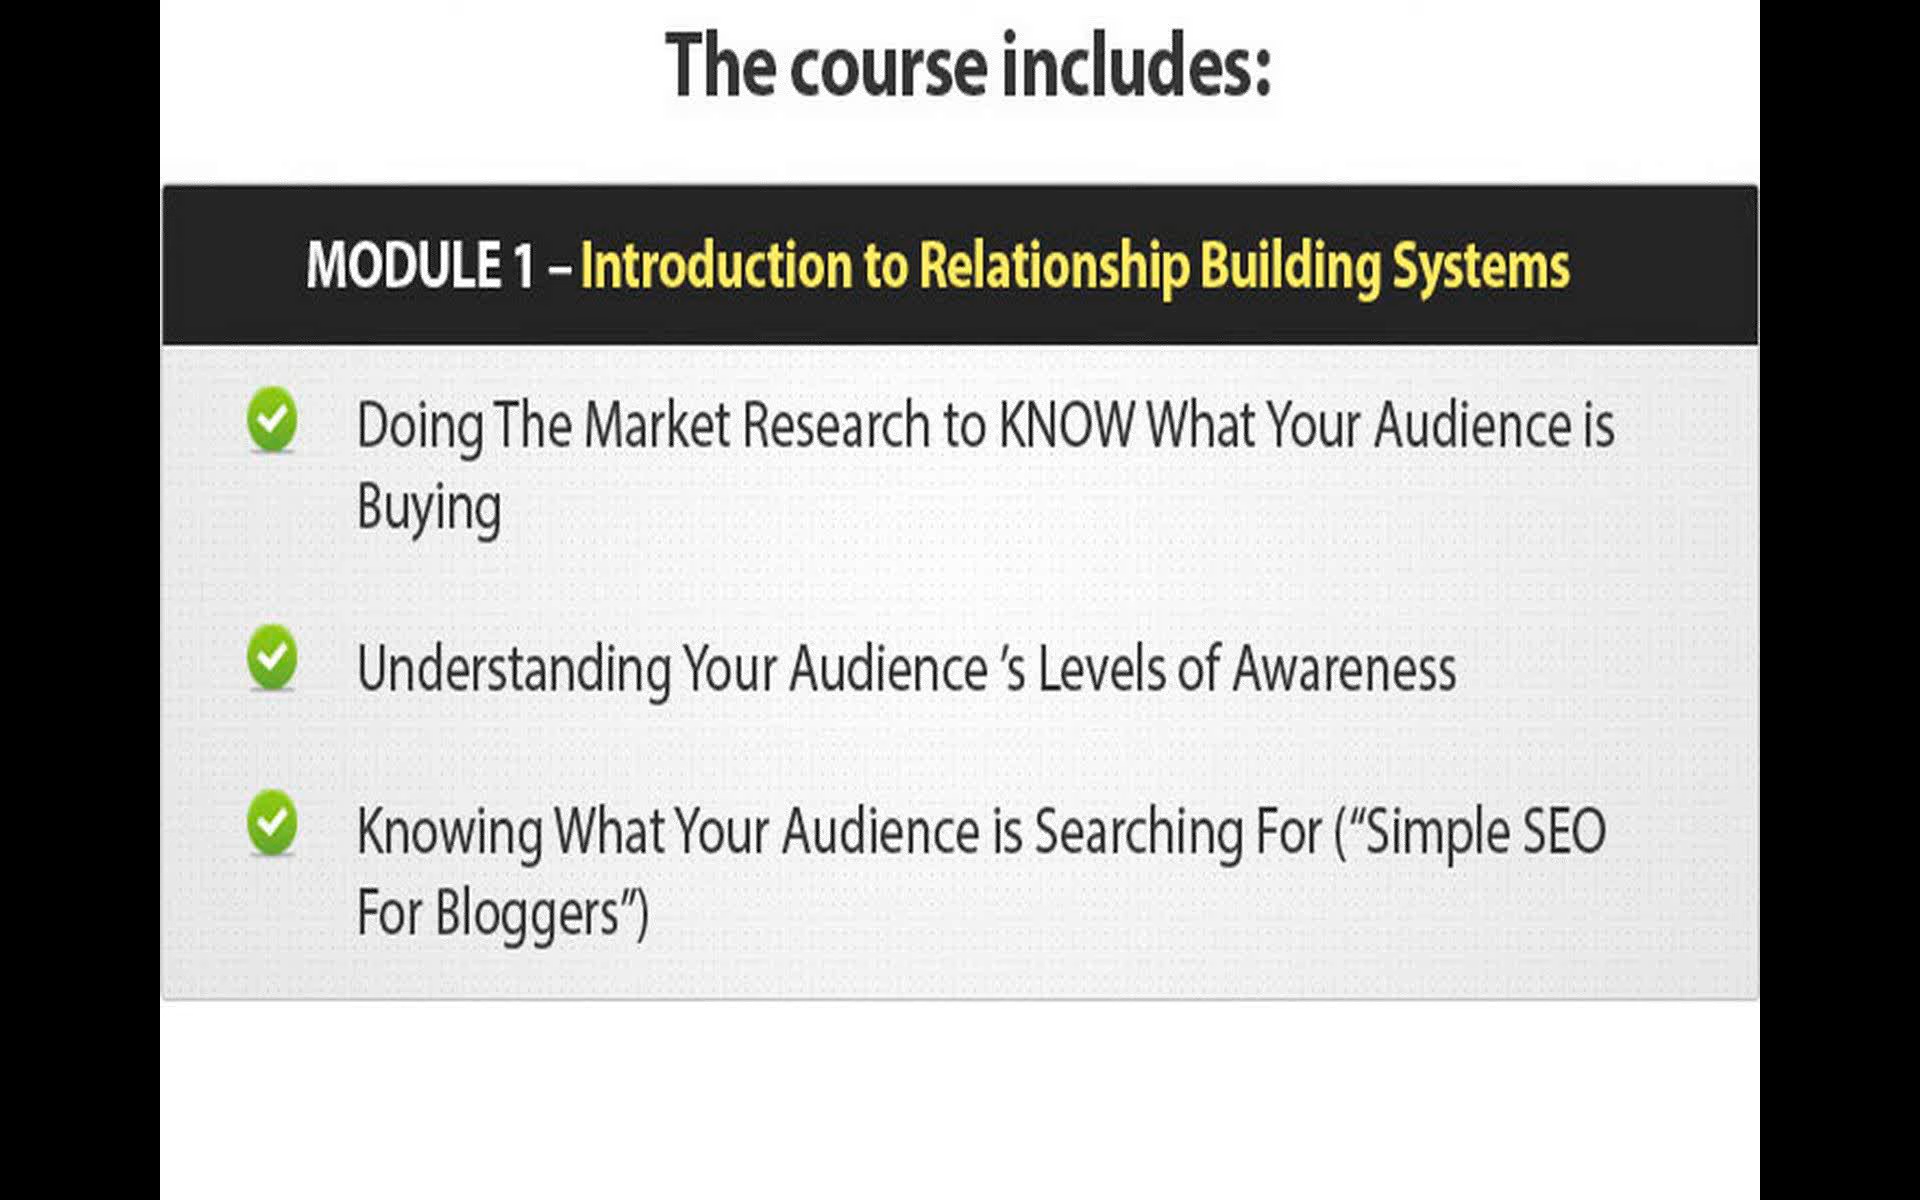 The course includes:
MODULE 1 – Introduction to Relationship Building Systems
Doing The Market Research to KNOW What Your Audience is
Buying
Understanding Your Audience ’s Levels of Awareness
Knowing What Your Audience is Searching For (“Simple SEO
For Bloggers”)